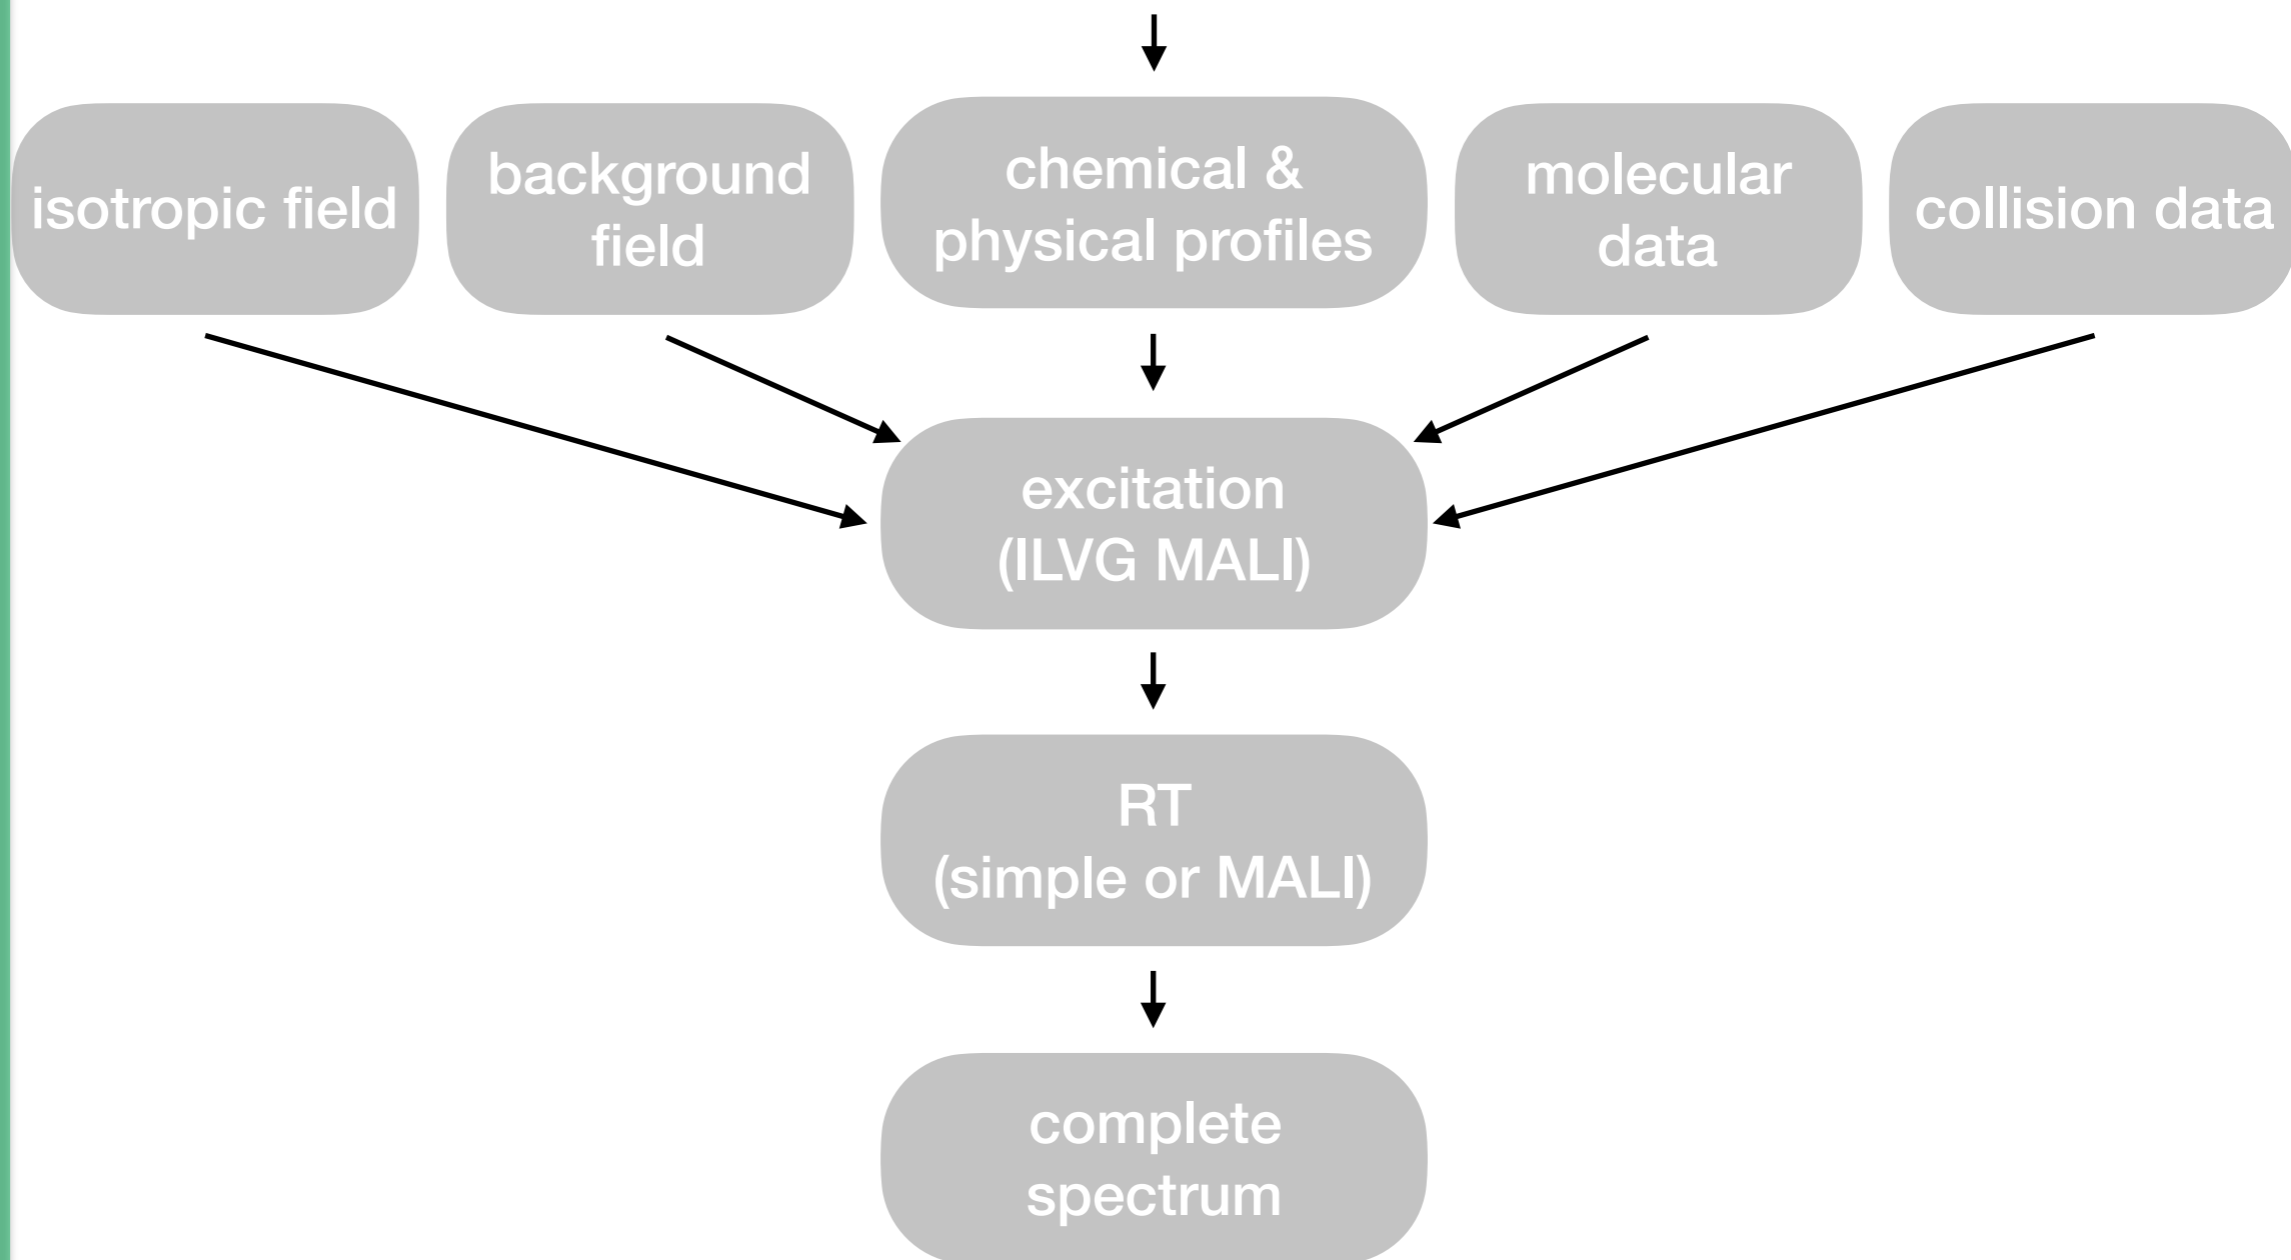 isotropic field
background
field
chemical &
physical profiles
molecular
data
collision data
excitation
(ILVG MALI)
RT
(simple or MALI)
complete
spectrum